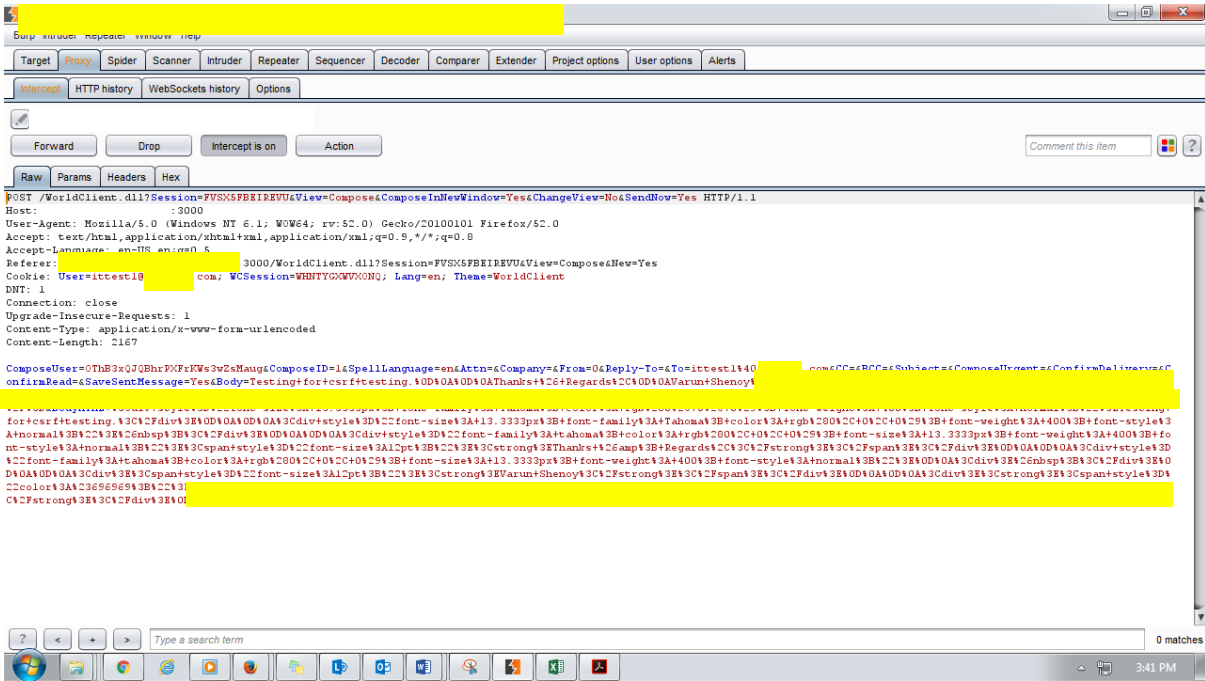 Burp Intruder Repeater Window Help
Target Proxy Spider Scanner Intruder Repeater Sequencer Decoder Comparer Extender Project options User options Alerts
Intercept HTTP history WebSockets history Options
Forward Drop Intercept is on Action Comment this item ?
Raw Params Headers Hex
POST /WorldClient.dll?Session=FVSX5FBEIREVU&View=Compose&ComposeInNewWindow=Yes&ChangeView=No&SendNow=Yes HTTP/1.1
Host: :3000
User-Agent: Mozilla/5.0 (Windows NT 6.1; WOW64; rv:52.0) Gecko/20100101 Firefox/52.0
Accept: text/html,application/xhtml+xml,application/xml;q=0.9,*/*;q=0.8
Accept-Language: en-US,en;q=0.5
Referer: 3000/WorldClient.dll?Session=FVSX5FBEIREVU&View=Compose&New=Yes
Cookie: User=ittest1@ com; WCSession=WHNTYGXWVXONQ; Lang=en; Theme=WorldClient
DNT: 1
Connection: close
Upgrade-Insecure-Requests: 1
Content-Type: application/x-www-form-urlencoded
Content-Length: 2167
ComposeUser=OThB3xQJQBhrPXFrKWs3wZsMaug&ComposeID=1&SpellLanguage=en&Attn=&Company=&From=0&Reply-To=&To=ittest1%40 .com&CC=&BCC=&Subject=&ComposeUrgent=&ConfirmDelivery=&C
onfirmRead=&SaveSentMessage=Yes&Body=Testing+for+csrf+testing.%0D%0A%0D%0AThanks+%26+Regards%2C%0D%0AVarun+Shenoy%
for+csrf+testing.%3C%2Fdiv%3E%0D%0A%0D%0A%3Cdiv+style%3D%22font-size%3A+13.3333px%3B+font-family%3A+Tahoma%3B+color%3A+rgb%280%2C+0%2C+0%29%3B+font-weight%3A+400%3B+font-style%3
A+normal%3B%22%3E%26nbsp%3B%3C%2Fdiv%3E%0D%0A%0D%0A%3Cdiv+style%3D%22font-family%3A+tahoma%3B+color%3A+rgb%280%2C+0%2C+0%29%3B+font-size%3A+13.3333px%3B+font-weight%3A+400%3B+fo
nt-style%3A+normal%3B%22%3E%3Cspan+style%3D%22font-size%3A12pt%3B%22%3E%3Cstrong%3EThanks+%26amp%3B+Regards%2C%3C%2Fstrong%3E%3C%2Fspan%3E%3C%2Fdiv%3E%0D%0A%0D%0A%3Cdiv+style%3D
%22font-family%3A+tahoma%3B+color%3A+rgb%280%2C+0%2C+0%29%3B+font-size%3A+13.3333px%3B+font-weight%3A+400%3B+font-style%3A+normal%3B%22%3E%0D%0A%3Cdiv%3E%26nbsp%3B%3C%2Fdiv%3E%0
D%0A%0D%0A%3Cdiv%3E%3Cspan+style%3D%22font-size%3A12pt%3B%22%3E%3Cstrong%3EVarun+Shenoy%3C%2Fstrong%3E%3C%2Fspan%3E%3C%2Fdiv%3E%0D%0A%0D%0A%3Cdiv%3E%3Cstrong%3E%3Cspan+style%3D%
22color%3A%23696969%3B%22%3E
C%2Fstrong%3E%3C%2Fdiv%3E%0D
? < + > Type a search term 0 matches
3:41 PM